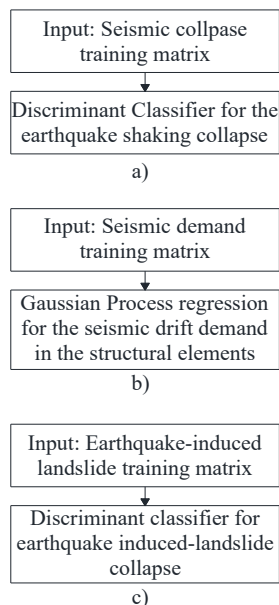 Input: Seismic collpase
training matrix
Discriminant Classifier for the
earthquake shaking collapse
a)
Input: Seismic demand
training matrix
Gaussian Process regression
for the seismic drift demand
in the structural elements
b)
Input: Earthquake-induced
landslide training matrix
Discriminant classifier for
earthquake induced-landslide
collapse
c)